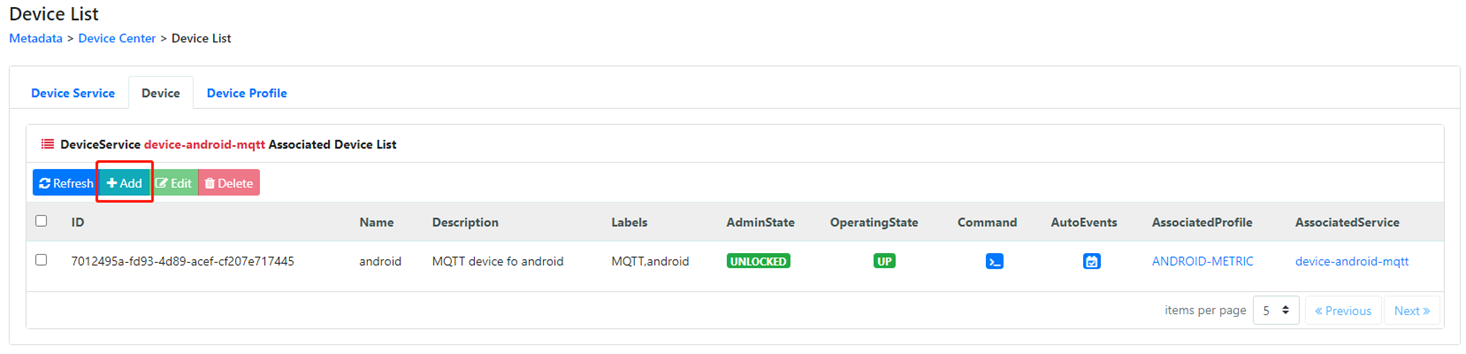 Device List
Metadata > Device Center > Device List
Device Service Device Device Profile
DeviceService device-android-mqtt Associated Device List
Refresh Add Edit Delete
ID Name Description Labels AdminState OperatingState Command AutoEvents AssociatedProfile AssociatedService
7012495a-fd93-4d89-acef-cf207e717445 android MQTT device fo android MQTT,android UNLOCKED UP ANDROID-METRIC device-android-mqtt
items per page 5 « Previous Next »